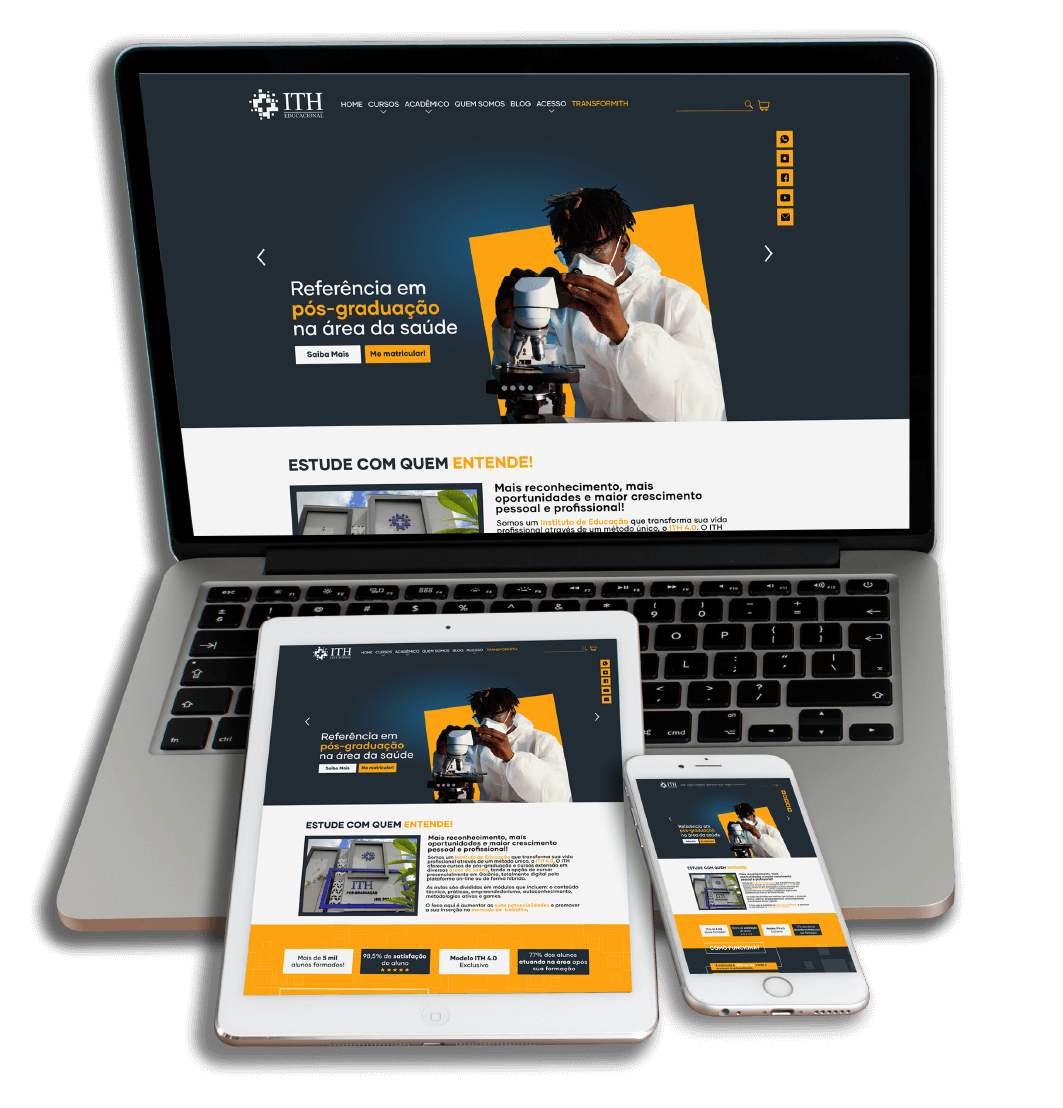 ITH
EDUCACIONAL
HOME CURSOS ACADÊMICO QUEM SOMOS BLOG ACESSO TRANSFORMITH
Referência em
pós-graduação
na área da saúde
Saiba Mais Me matricular!
ESTUDE COM QUEM ENTENDE!
Mais reconhecimento, mais
oportunidades e maior crescimento
pessoal e profissional!
Somos um Instituto de Educação que transforma sua vida
profissional através de um método único, o ITH 4.0. O ITH
esc F1 F2 F3 F4 F5 F6 F7 F8 F9 F10 F11 F12
! @ # $ % ^ & * ( 9 ) 0 _ - + =
O P { [ } ]
L : ; " '
< , > . ? /
fn ctrl cmd alt
ITH
EDUCACIONAL
HOME CURSOS ACADÊMICO QUEM SOMOS BLOG ACESSO TRANSFORMITH
Referência em
pós-graduação
na área da saúde
Saiba Mais Me matricular!
ESTUDE COM QUEM ENTENDE!
Mais reconhecimento, mais
oportunidades e maior crescimento
pessoal e profissional!
Somos um Instituto de Educação que transforma sua vida
profissional através de um método único, o ITH 4.0. O ITH
oferece cursos de pós-graduação e cursos extensão em
diversas áreas da saúde, tendo a opção de cursar
presencialmente em Goiânia, totalmente digital pela
plataforma on-line ou de forma híbrida.
As aulas são divididas em módulos que incluem: o conteúdo
técnico, práticas, empreendedorismo, autoconhecimento,
metodologias ativas e games.
O foco aqui é aumentar as suas potencialidades e promover
a sua inserção no mercado de trabalho.
ITH
PÓS-GRADUAÇÃO
Mais de 5 mil
alunos formados!
98,5% de satisfação
do aluno
Modelo ITH 4.0
Exclusivo
77% dos alunos
atuando na área após
sua formação
ITH
Referência em
pós-graduação
na área da saúde
ESTUDE COM QUEM ENTENDE!
COMO FUNCIONA?